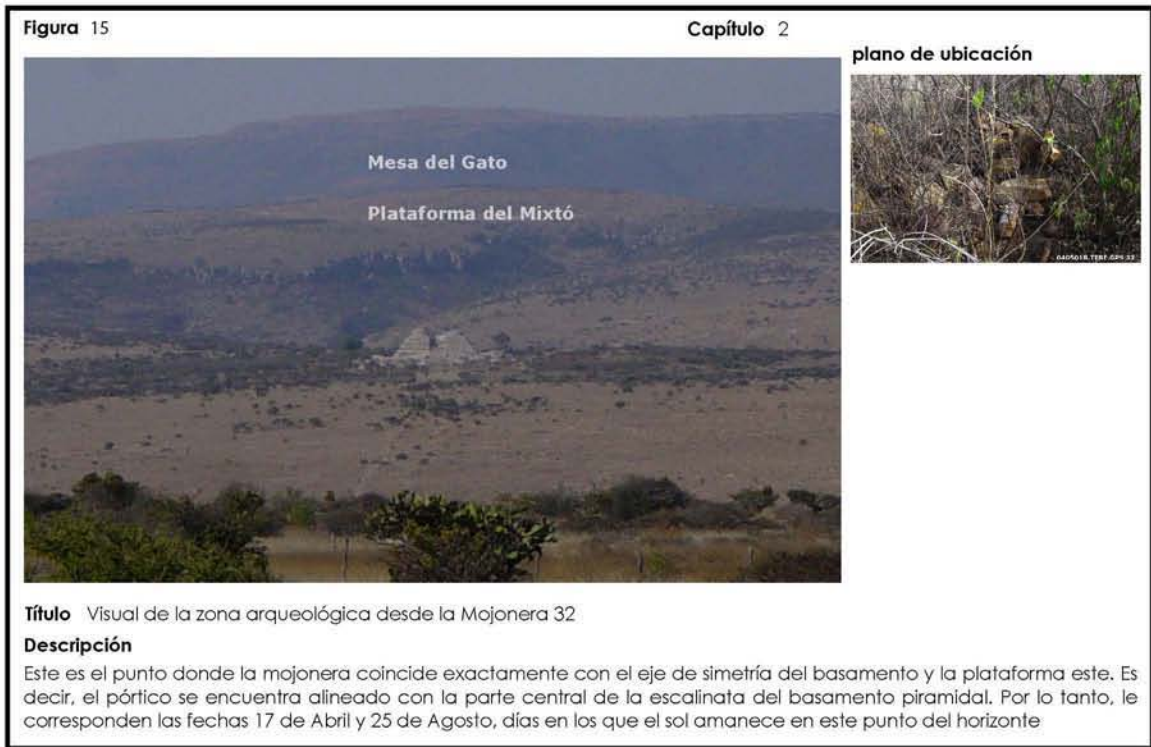 Figura 15
Capítulo 2
plano de ubicación
Mesa del Gato
Plataforma del Mixtó
Título Visual de la zona arqueológica desde la Mojonera 32
Descripción
Este es el punto donde la mojonera coincide exactamente con el eje de simetría del basamento y la plataforma este. Es
decir, el pórtico se encuentra alineado con la parte central de la escalinata del basamento piramidal. Por lo tanto, le
corresponden las fechas 17 de Abril y 25 de Agosto, días en los que el sol amanece en este punto del horizonte